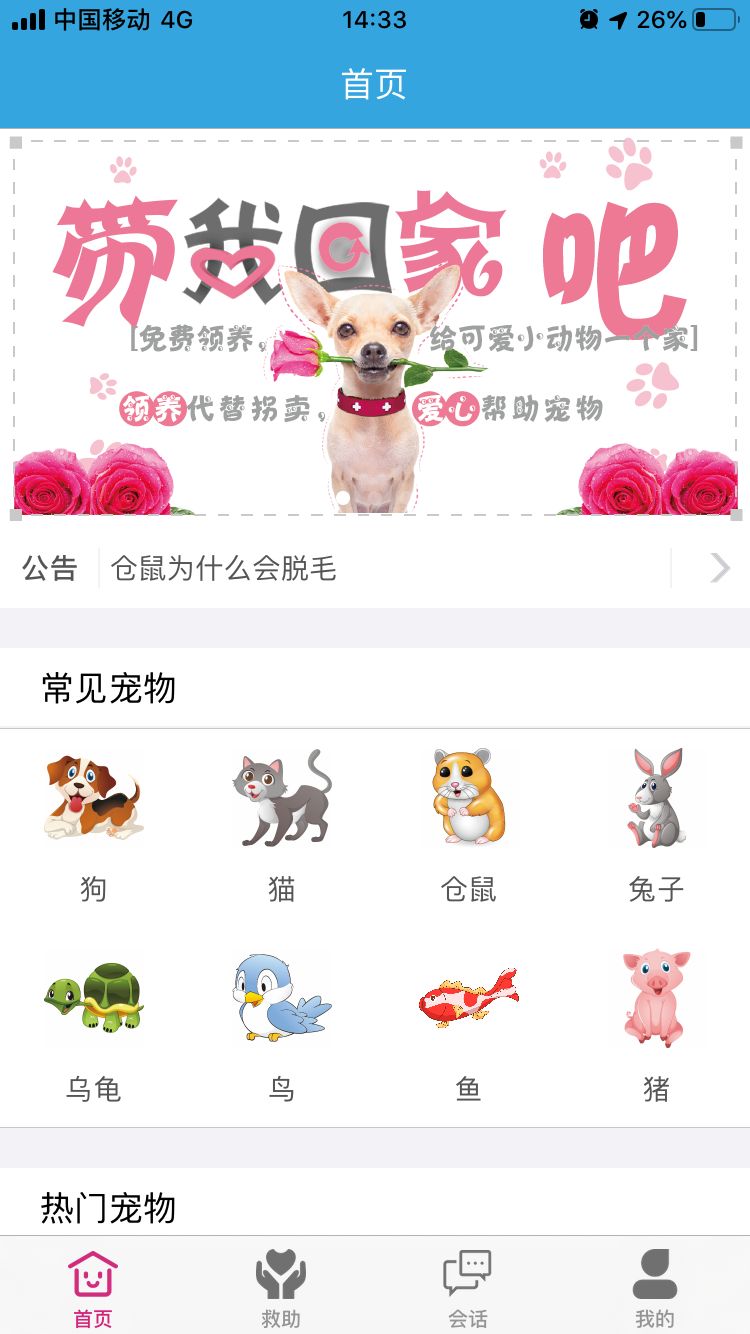 中国移动 4G 14:33 26%
首页
带我回家吧
[免费领养, 给可爱小动物一个家]
领养代替拐卖, 爱心帮助宠物
公告 仓鼠为什么会脱毛
常见宠物
狗 猫 仓鼠 兔子
乌龟 鸟 鱼 猪
热门宠物
首页 救助 会话 我的